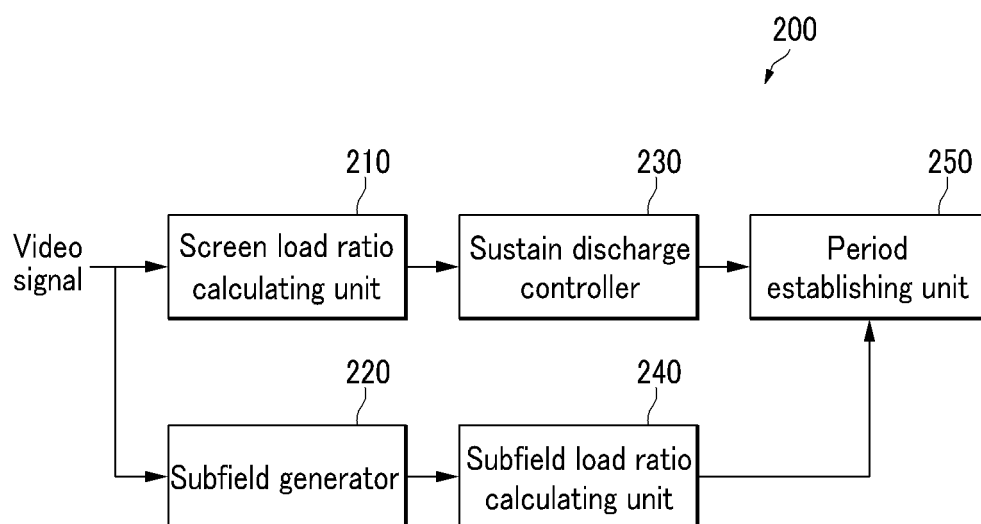 200
210
230
250
Video
signal
Screen load ratio
calculating unit
Sustain discharge
controller
Period
establishing unit
220
240
Subfield generator
Subfield load ratio
calculating unit